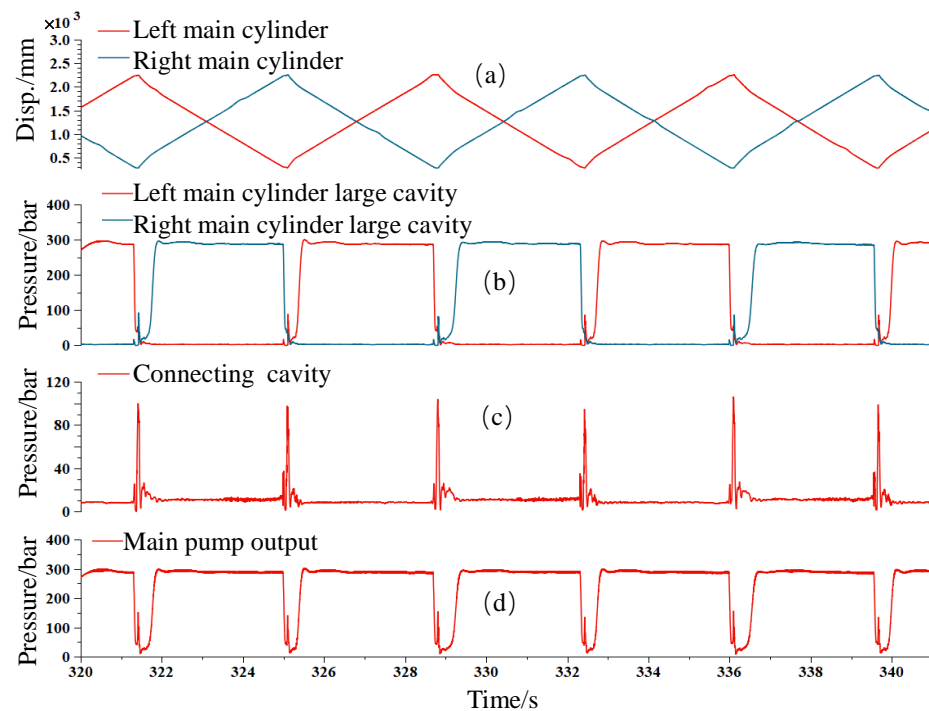 ×10³
Left main cylinder
Right main cylinder
(a)
Disp./mm
3.0
2.5
2.0
1.5
1.0
0.5
Left main cylinder large cavity
Right main cylinder large cavity
(b)
Pressure/bar
400
300
200
100
0
Connecting cavity
(c)
Pressure/bar
120
80
40
0
Main pump output
(d)
Pressure/bar
400
300
200
100
0
320 322 324 326 328 330 332 334 336 338 340
Time/s